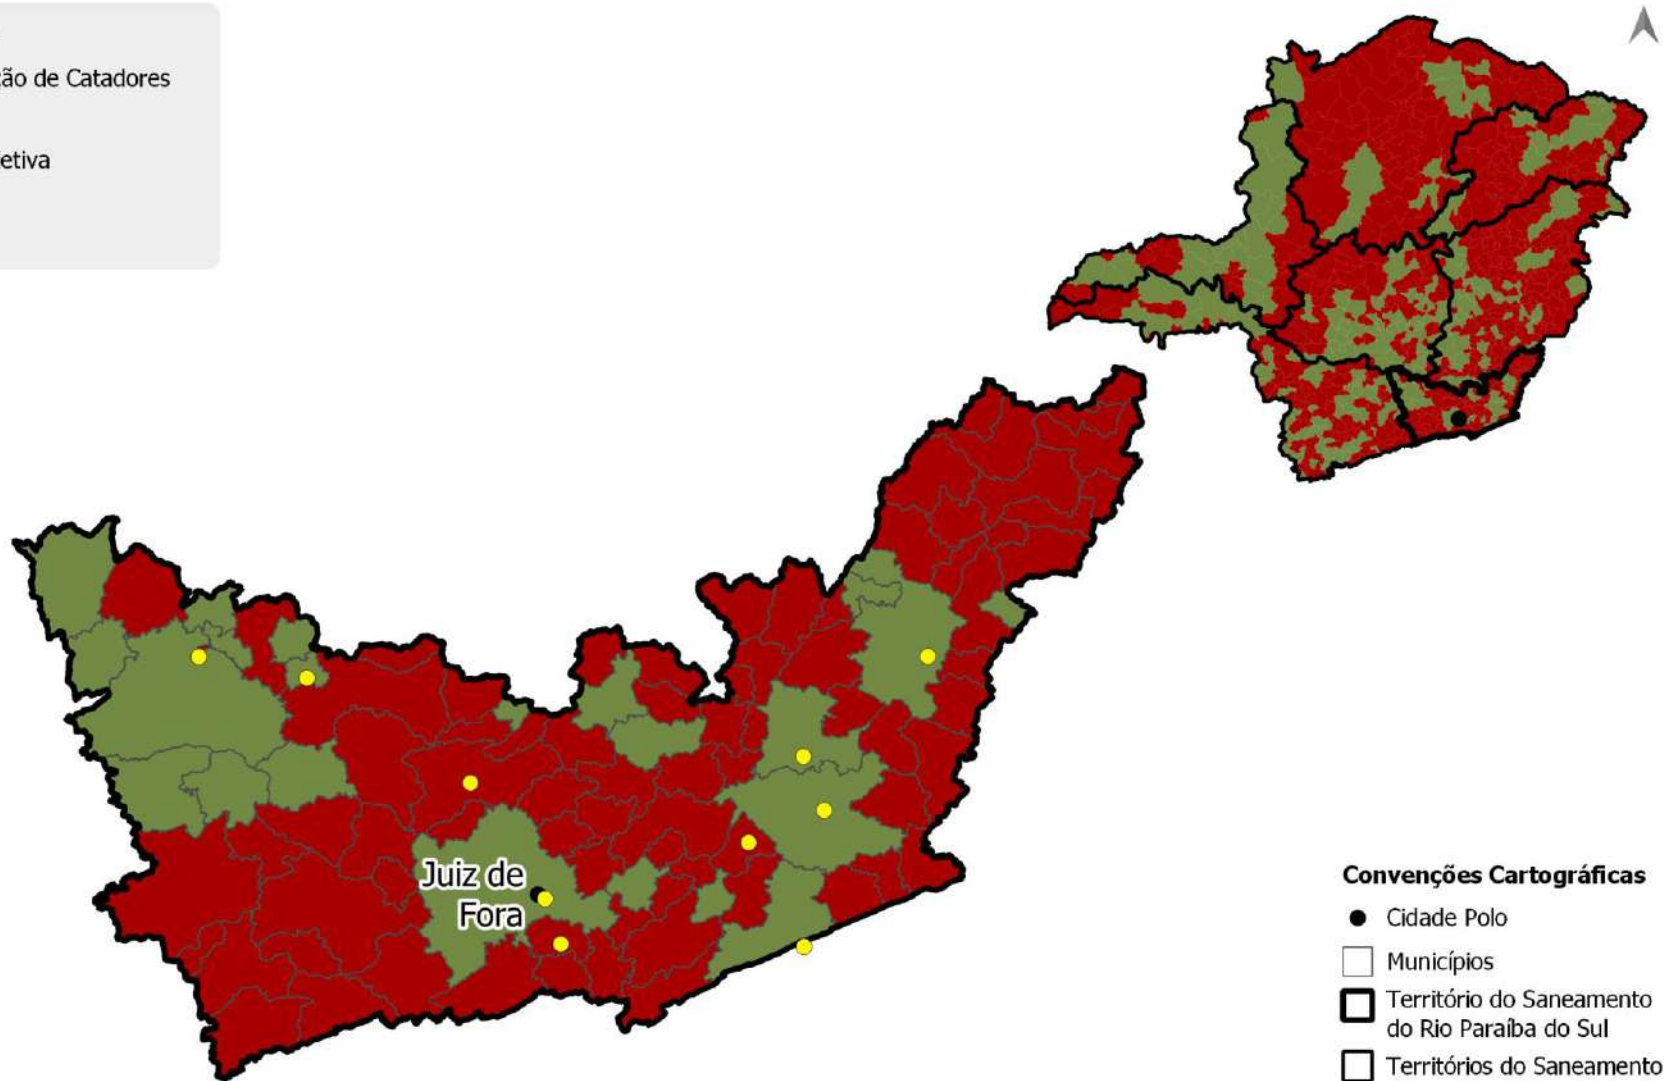 ão de Catadores
etiva
Juiz de
Fora
Convenções Cartográficas
Cidade Polo
Municípios
Território do Saneamento
do Rio Paraíba do Sul
Territórios do Saneamento